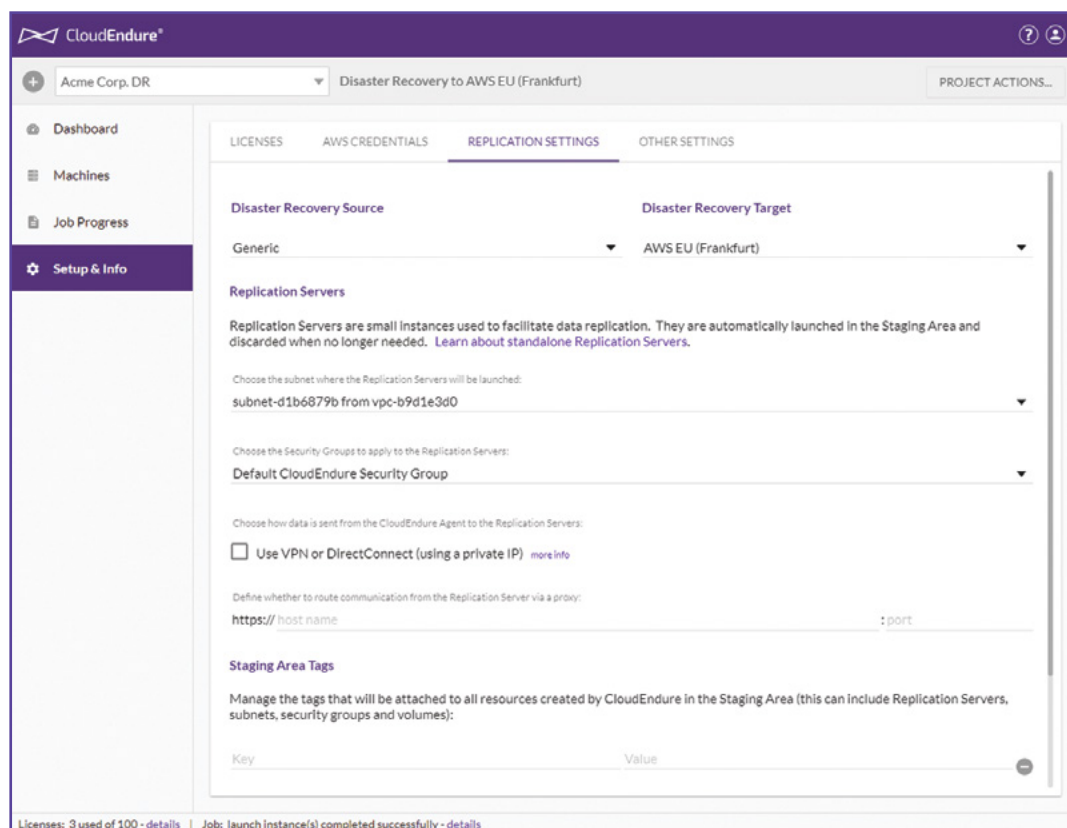 CloudEndure®
?
Acme Corp. DR
Disaster Recovery to AWS EU (Frankfurt)
PROJECT ACTIONS...
Dashboard
Machines
Job Progress
Setup & Info
LICENSES
AWS CREDENTIALS
REPLICATION SETTINGS
OTHER SETTINGS
Disaster Recovery Source
Disaster Recovery Target
Generic
AWS EU (Frankfurt)
Replication Servers
Replication Servers are small instances used to facilitate data replication. They are automatically launched in the Staging Area and
discarded when no longer needed. Learn about standalone Replication Servers.
Choose the subnet where the Replication Servers will be launched:
subnet-d1b6879b from vpc-b9d1e3d0
Choose the Security Groups to apply to the Replication Servers:
Default CloudEndure Security Group
Choose how data is sent from the CloudEndure Agent to the Replication Servers:
Use VPN or DirectConnect (using a private IP) more info
Define whether to route communication from the Replication Server via a proxy:
https:// host name : port
Staging Area Tags
Manage the tags that will be attached to all resources created by CloudEndure in the Staging Area (this can include Replication Servers,
subnets, security groups and volumes):
Key
Value
Licenses: 3 used of 100 - details | Job: launch instance(s) completed successfully - details